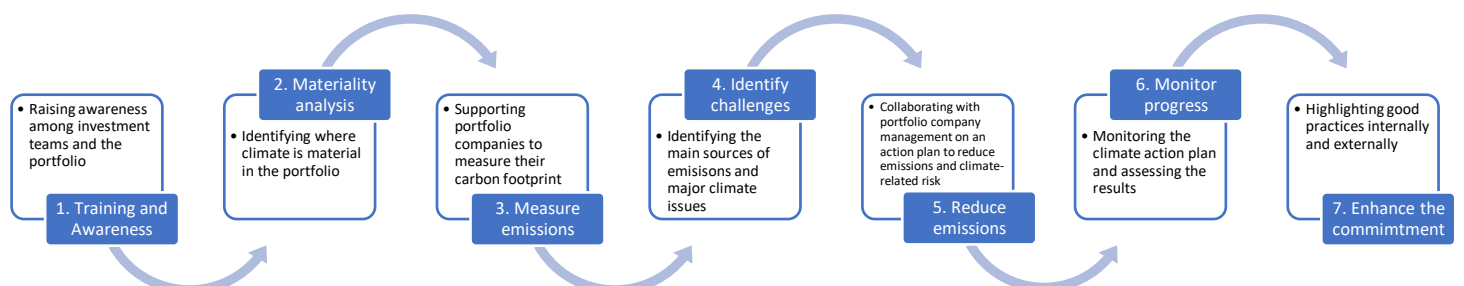 • Raising awareness
among investment
teams and the
portfolio
1. Training and
Awareness
2. Materiality
analysis
• Identifying where
climate is material
in the portfolio
• Supporting
portfolio
companies to
measure their
carbon footprint
3. Measure
emissions
4. Identify
challenges
• Identifying the
main sources of
emisisons and
major climate
issues
• Collaborating with
portfolio company
management on an
action plan to reduce
emissions and climate-
related risk
5. Reduce
emissions
6. Monitor
progress
• Monitoring the
climate action plan
and assessing the
results
• Highlighting good
practices internally
and externally
7. Enhance the
commimtment